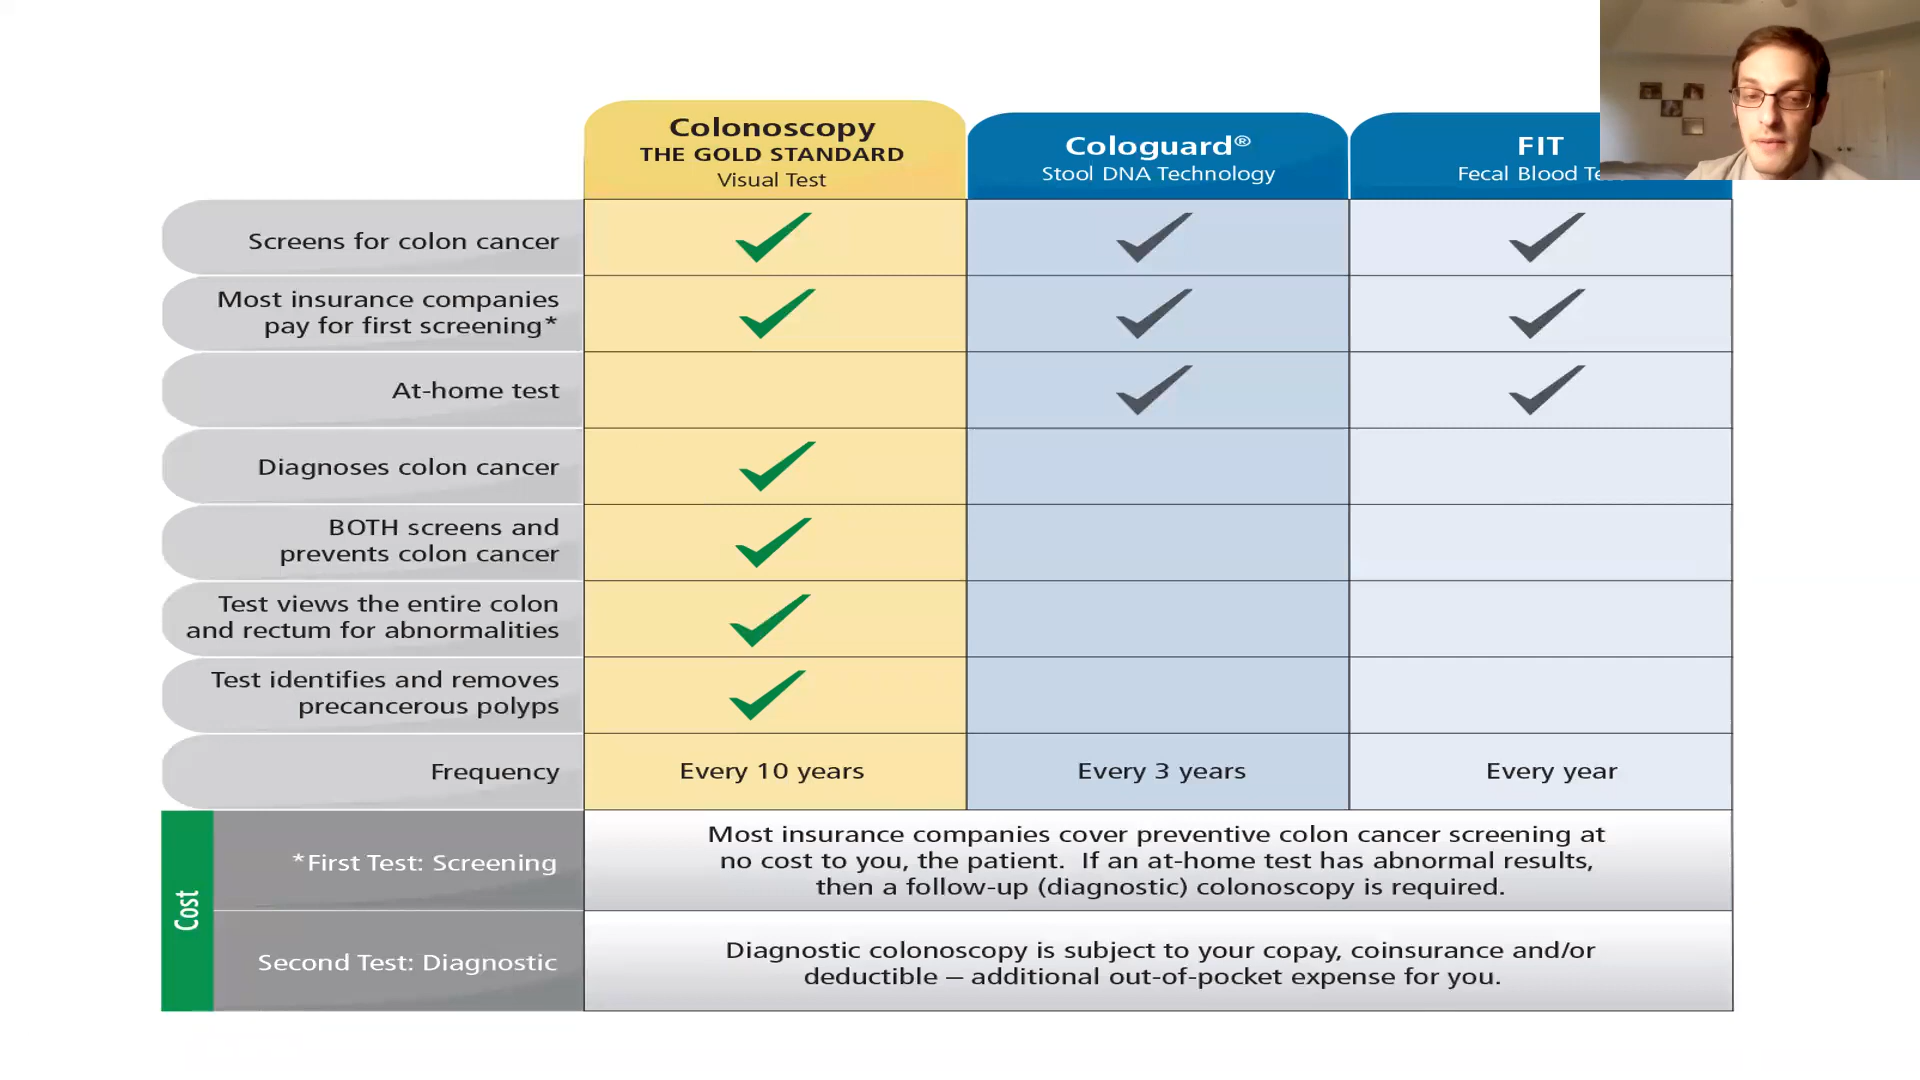 Colonoscopy
THE GOLD STANDARD
Visual Test
Cologuard®
Stool DNA Technology
FIT
Fecal Blood
Screens for colon cancer
Most insurance companies
pay for first screening*
At-home test
Diagnoses colon cancer
BOTH screens and
prevents colon cancer
Test views the entire colon
and rectum for abnormalities
Test identifies and removes
precancerous polyps
Frequency
Every 10 years
Every 3 years
Every year
Cost
*First Test: Screening
Most insurance companies cover preventive colon cancer screening at
no cost to you, the patient. If an at-home test has abnormal results,
then a follow-up (diagnostic) colonoscopy is required.
Second Test: Diagnostic
Diagnostic colonoscopy is subject to your copay, coinsurance and/or
deductible – additional out-of-pocket expense for you.